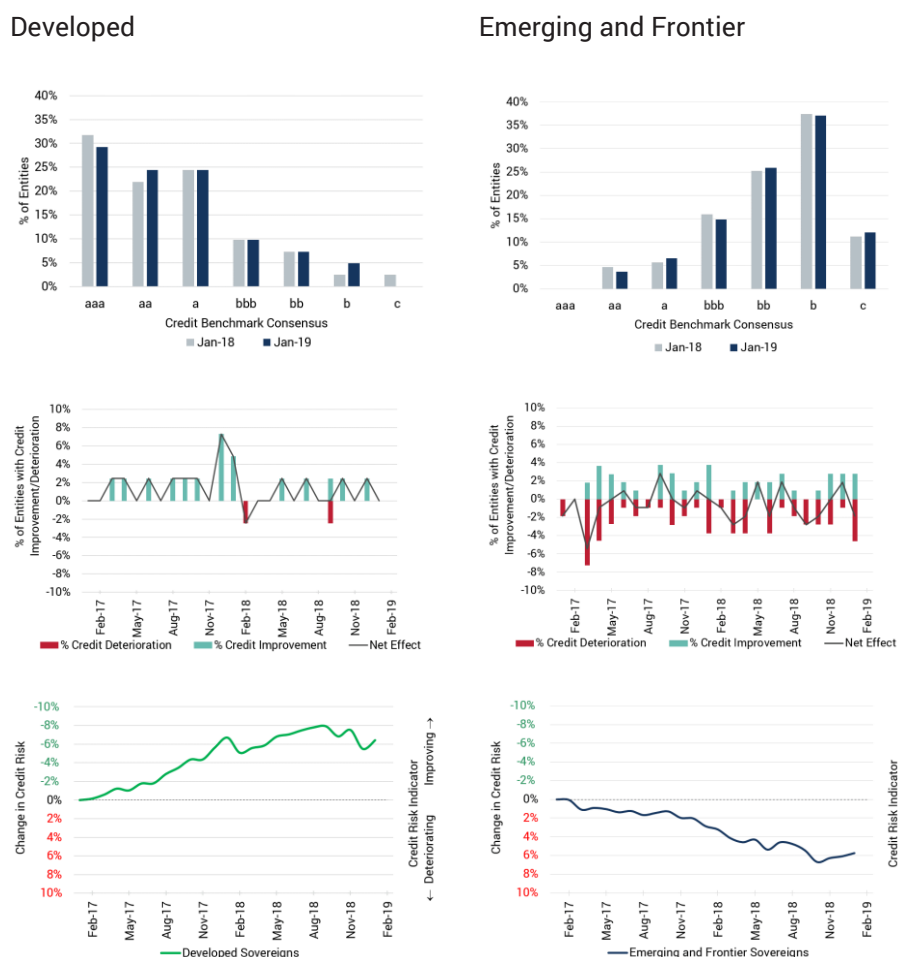 Developed
40%
35%
30%
25%
20%
15%
10%
5%
0%
% of Entities
aaa aa a bbb bb b c
Credit Benchmark Consensus
Jan-18 Jan-19
Emerging and Frontier
40%
35%
30%
25%
20%
15%
10%
5%
0%
% of Entities
aaa aa a bbb bb b c
Credit Benchmark Consensus
Jan-18 Jan-19
10%
8%
6%
4%
2%
0%
-2%
-4%
-6%
-8%
-10%
% of Entities with Credit
Improvement/Deterioration
Feb-17 May-17 Aug-17 Nov-17 Feb-18 May-18 Aug-18 Nov-18 Feb-19
% Credit Deterioration % Credit Improvement Net Effect
10%
8%
6%
4%
2%
0%
-2%
-4%
-6%
-8%
-10%
% of Entities with Credit
Improvement/Deterioration
Feb-17 May-17 Aug-17 Nov-17 Feb-18 May-18 Aug-18 Nov-18 Feb-19
% Credit Deterioration % Credit Improvement Net Effect
-10%
-8%
-6%
-4%
-2%
0%
2%
4%
6%
8%
10%
Change in Credit Risk
Credit Risk Indicator
← Deteriorating Improving →
Feb-17 May-17 Aug-17 Nov-17 Feb-18 May-18 Aug-18 Nov-18 Feb-19
Developed Sovereigns
-10%
-8%
-6%
-4%
-2%
0%
2%
4%
6%
8%
10%
Change in Credit Risk
Credit Risk Indicator
Feb-17 May-17 Aug-17 Nov-17 Feb-18 May-18 Aug-18 Nov-18 Feb-19
Emerging and Frontier Sovereigns